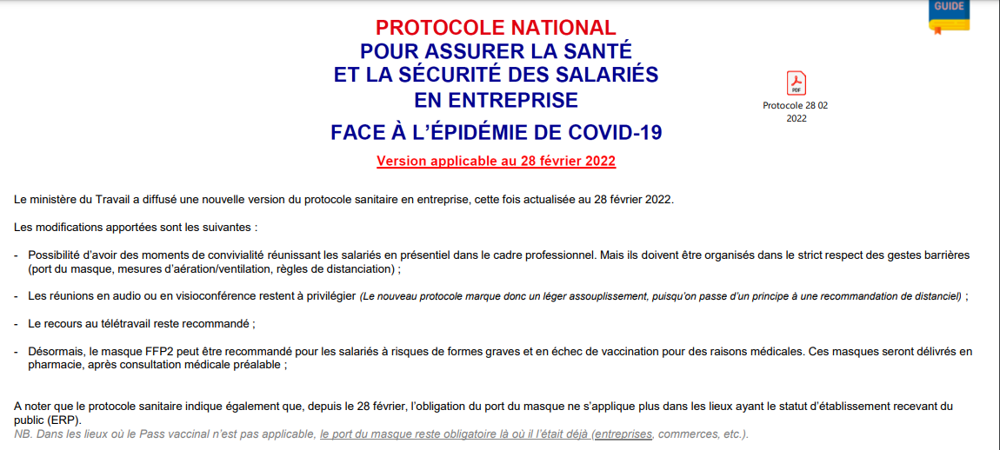 GUIDE
PROTOCOLE NATIONAL
POUR ASSURER LA SANTÉ
ET LA SÉCURITÉ DES SALARIÉS
EN ENTREPRISE
FACE À L’ÉPIDÉMIE DE COVID-19
Version applicable au 28 février 2022
PDF
Protocole 28 02
2022
Le ministère du Travail a diffusé une nouvelle version du protocole sanitaire en entreprise, cette fois actualisée au 28 février 2022.
Les modifications apportées sont les suivantes :
- Possibilité d’avoir des moments de convivialité réunissant les salariés en présentiel dans le cadre professionnel. Mais ils doivent être organisés dans le strict respect des gestes barrières
(port du masque, mesures d’aération/ventilation, règles de distanciation) ;
- Les réunions en audio ou en visioconférence restent à privilégier (Le nouveau protocole marque donc un léger assouplissement, puisqu’on passe d’un principe à une recommandation de distanciel) ;
- Le recours au télétravail reste recommandé ;
- Désormais, le masque FFP2 peut être recommandé pour les salariés à risques de formes graves et en échec de vaccination pour des raisons médicales. Ces masques seront délivrés en
pharmacie, après consultation médicale préalable ;
A noter que le protocole sanitaire indique également que, depuis le 28 février, l’obligation du port du masque ne s’applique plus dans les lieux ayant le statut d’établissement recevant du
public (ERP).
NB. Dans les lieux où le Pass vaccinal n’est pas applicable, le port du masque reste obligatoire là où il l’était déjà (entreprises, commerces, etc.).